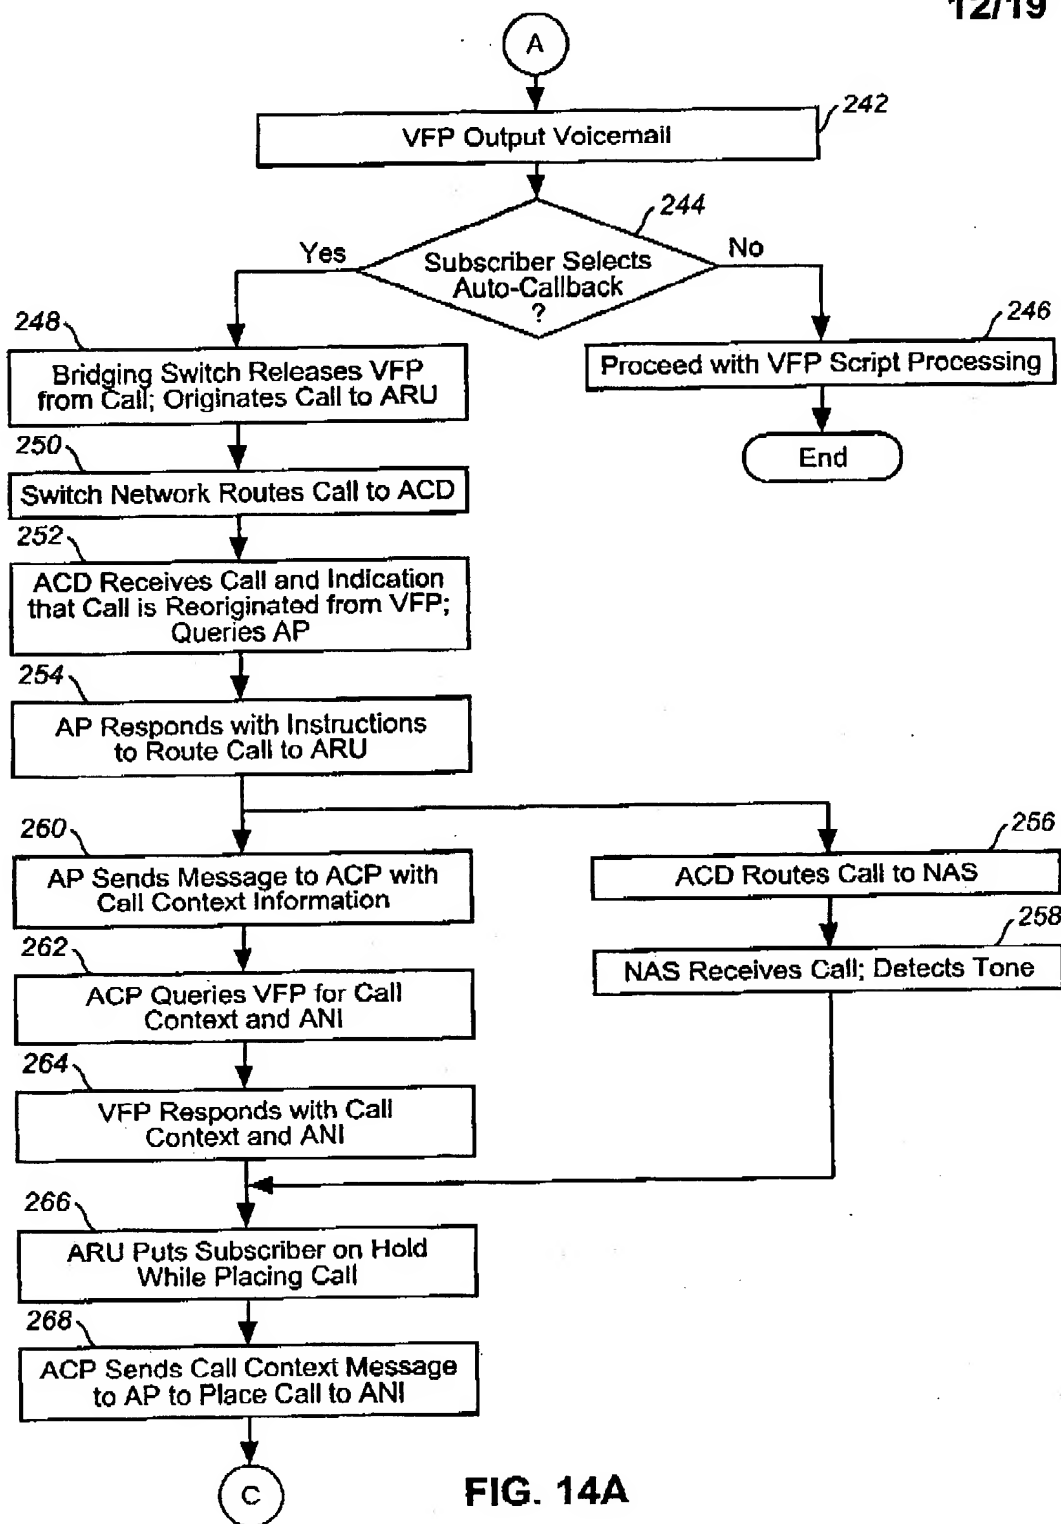 12/19
A
242
VFP Output Voicemail
244
Yes
No
Subscriber Selects
Auto-Callback
?
248
246
Bridging Switch Releases VFP
from Call; Originates Call to ARU
Proceed with VFP Script Processing
250
End
Switch Network Routes Call to ACD
252
ACD Receives Call and Indication
that Call is Reoriginated from VFP;
Queries AP
254
AP Responds with Instructions
to Route Call to ARU
260
256
AP Sends Message to ACP with
Call Context Information
ACD Routes Call to NAS
262
258
ACP Queries VFP for Call
Context and ANI
NAS Receives Call; Detects Tone
264
VFP Responds with Call
Context and ANI
266
ARU Puts Subscriber on Hold
While Placing Call
268
ACP Sends Call Context Message
to AP to Place Call to ANI
C
FIG. 14A